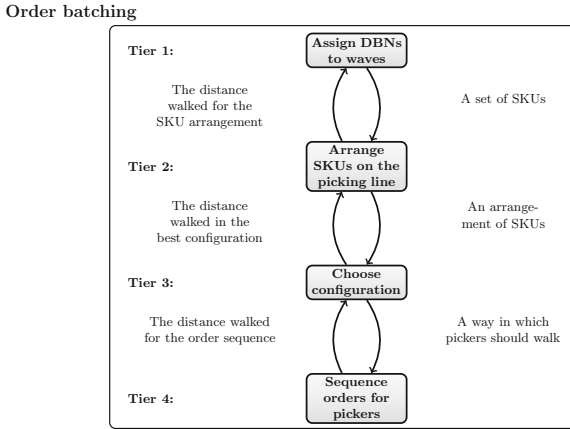 Order batching
Tier 1:
Assign DBNs
to waves
The distance
walked for the
SKU arrangement
A set of SKUs
Tier 2:
Arrange
SKUs on the
picking line
The distance
walked in the
best configuration
An arrange-
ment of SKUs
Tier 3:
Choose
configuration
The distance walked
for the order sequence
A way in which
pickers should walk
Tier 4:
Sequence
orders for
pickers